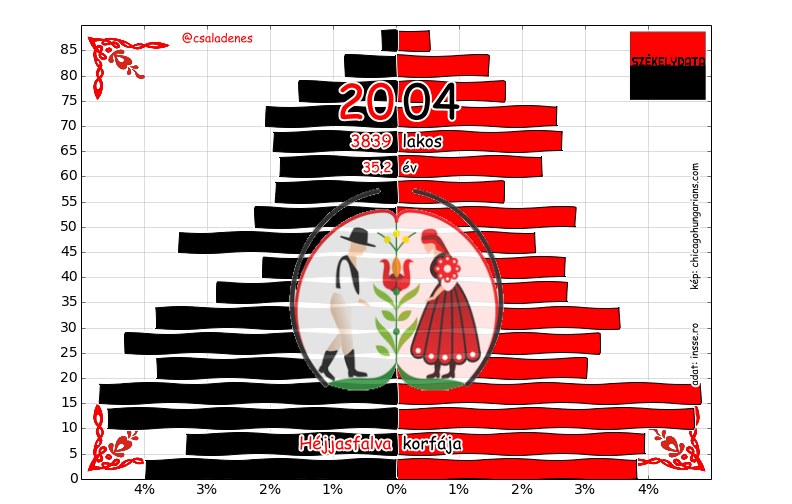 @csaladenes
SZÉKELYDATA
2004
3839 lakos
35.2 év
kép: chicagohungarians.com
adat: insse.ro
Héjjasfalva korfája
85
80
75
70
65
60
55
50
45
40
35
30
25
20
15
10
5
0
4% 3% 2% 1% 0% 1% 2% 3% 4%